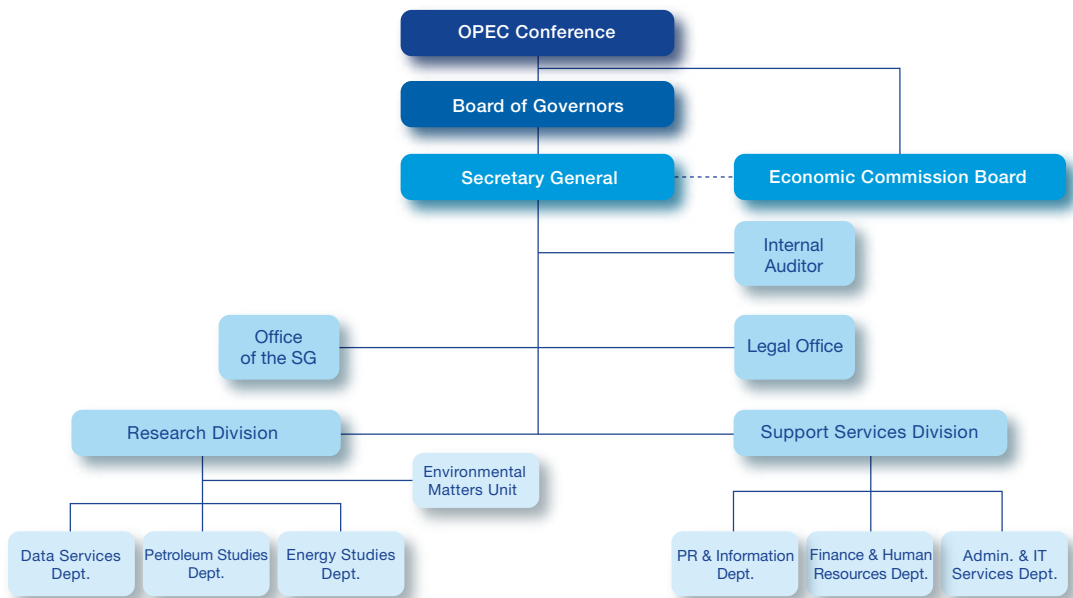 OPEC Conference
Board of Governors
Secretary General
Economic Commission Board
Internal
Auditor
Office
of the SG
Legal Office
Research Division
Support Services Division
Environmental
Matters Unit
Data Services
Dept.
Petroleum Studies
Dept.
Energy Studies
Dept.
PR & Information
Dept.
Finance & Human
Resources Dept.
Admin. & IT
Services Dept.